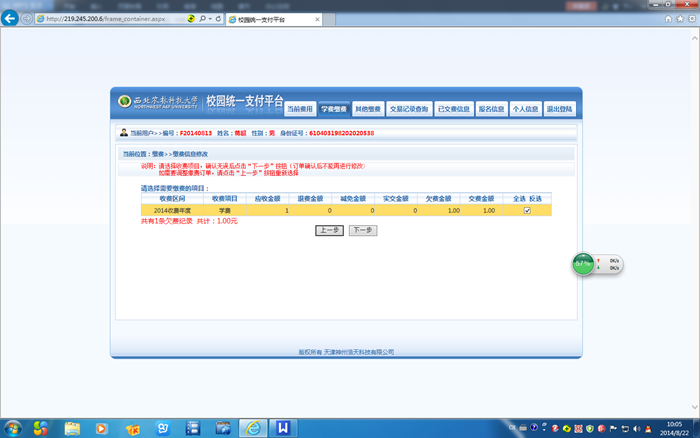 http://219.245.200.6/frame_container.aspx
校园统一支付平台
西北农林科技大学
NORTHWEST A&F UNIVERSITY
校园统一支付平台
当前费用 学费缴费 其他缴费 交易记录查询 已交费信息 报名信息 个人信息 退出登陆
当前用户>>编号：F20140813 姓名： 性别：男 身份证号：610403198202020538
当前位置：缴费>>缴费信息修改
说明：请选择收费项目，确认无误后点击“下一步”按钮（订单确认后不能再进行修改）
如需要调整缴费订单，请点击“上一步”按钮重新选择
请选择需要缴费的项目：
收费区间 收费项目 应收金额 退费金额 减免金额 实交金额 欠费金额 交费金额 全选 反选
2014收费年度 学费 1 0 0 0 1.00 1.00
共有1条欠费纪录 共计：1.00元
上一步 下一步
57%
0K/s
0K/s
版权所有 天津神州浩天科技有限公司
CH
10:05
2014/8/22